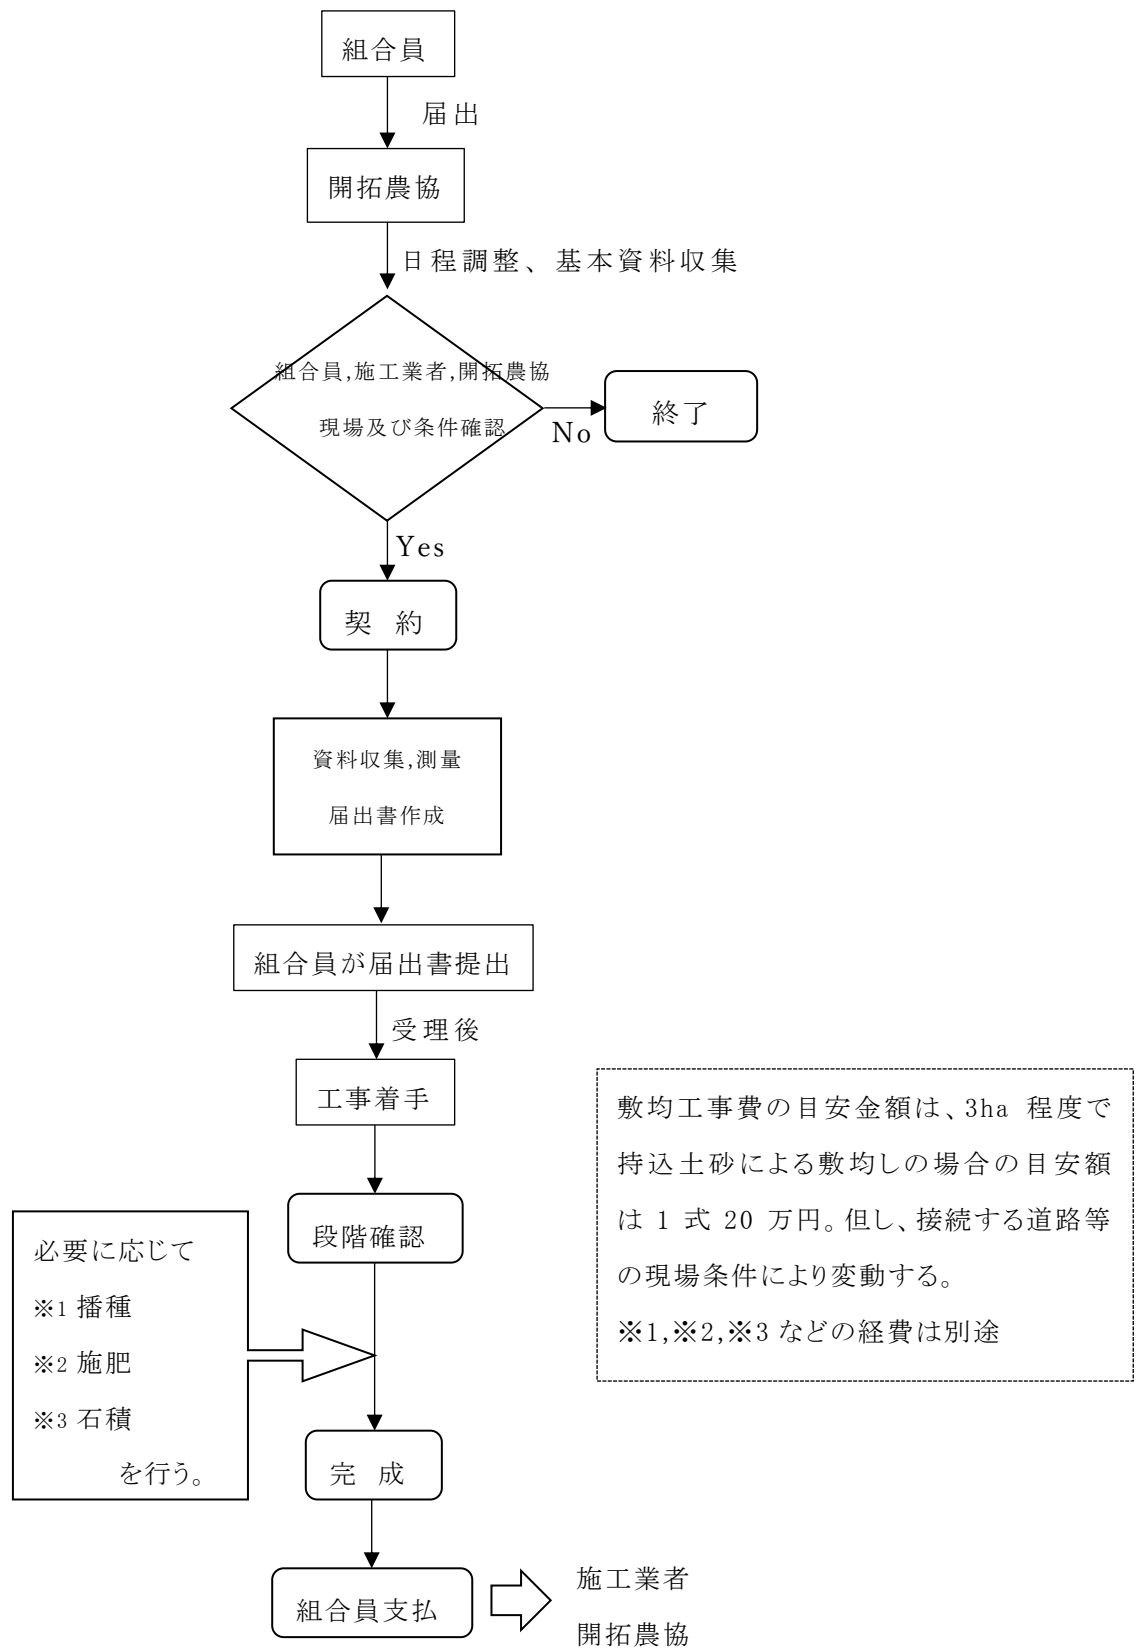 組合員
届出
開拓農協
日程調整、基本資料収集
組合員,施工業者,開拓農協
現場及び条件確認
No
終了
Yes
契 約
資料収集,測量
届出書作成
組合員が届出書提出
受理後
工事着手
敷均工事費の目安金額は、3ha 程度で
持込土砂による敷均しの場合の目安額
は 1 式 20 万円。但し、接続する道路等
の現場条件により変動する。
※1,※2,※3 などの経費は別途
段階確認
必要に応じて
※1 播種
※2 施肥
※3 石積
を行う。
完 成
組合員支払
施工業者
開拓農協